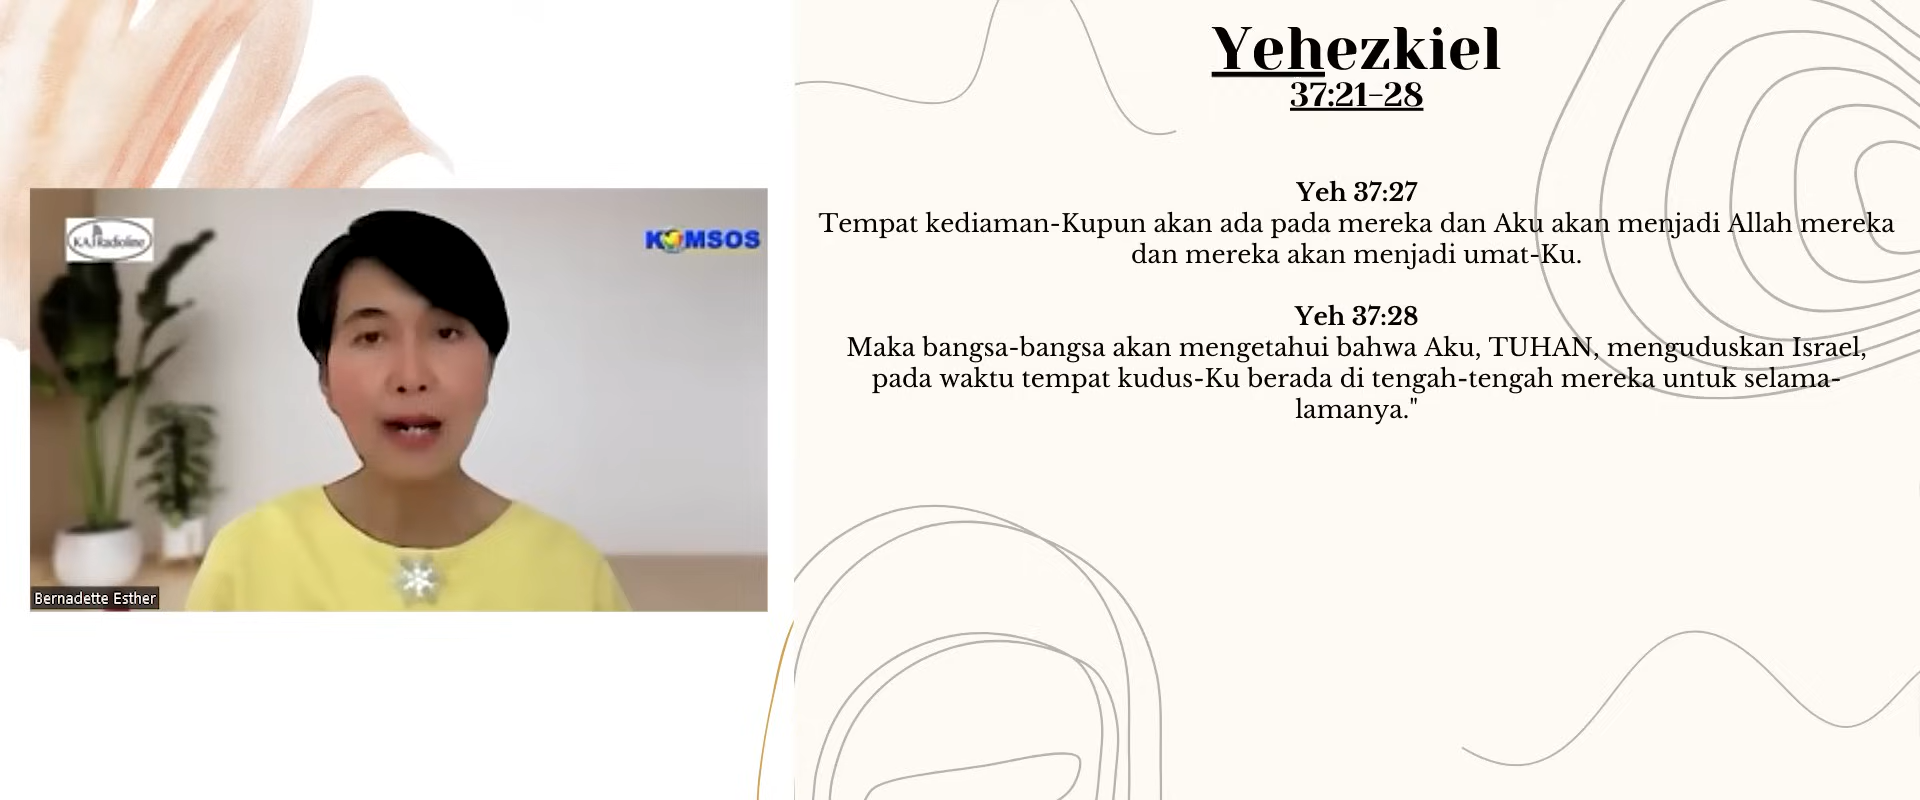 KAJ Radioline
KOMSOS
Bernadette Esther
Yehezkiel
37:21-28
Yeh 37:27
Tempat kediaman-Kupun akan ada pada mereka dan Aku akan menjadi Allah mereka
dan mereka akan menjadi umat-Ku.
Yeh 37:28
Maka bangsa-bangsa akan mengetahui bahwa Aku, TUHAN, menguduskan Israel,
pada waktu tempat kudus-Ku berada di tengah-tengah mereka untuk selama-
lamanya."